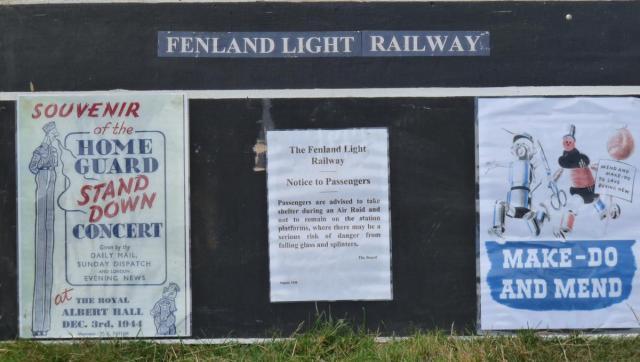 FENLAND LIGHT RAILWAY
SOUVENIR
of the
HOME
GUARD
STAND
DOWN
CONCERT
Given by the
DAILY MAIL,
SUNDAY DISPATCH
AND LONDON
EVENING NEWS
at THE ROYAL
ALBERT HALL
DEC. 3rd, 1944
The Fenland Light
Railway
Notice to Passengers
Passengers are advised to take
shelter during an Air Raid and
not to remain on the station
platforms, where there may be a
serious risk of danger from
falling glass and splinters.
The Board
MEND AND
MAKE-DO
TO SAVE
BUYING NEW
MAKE-DO
AND MEND